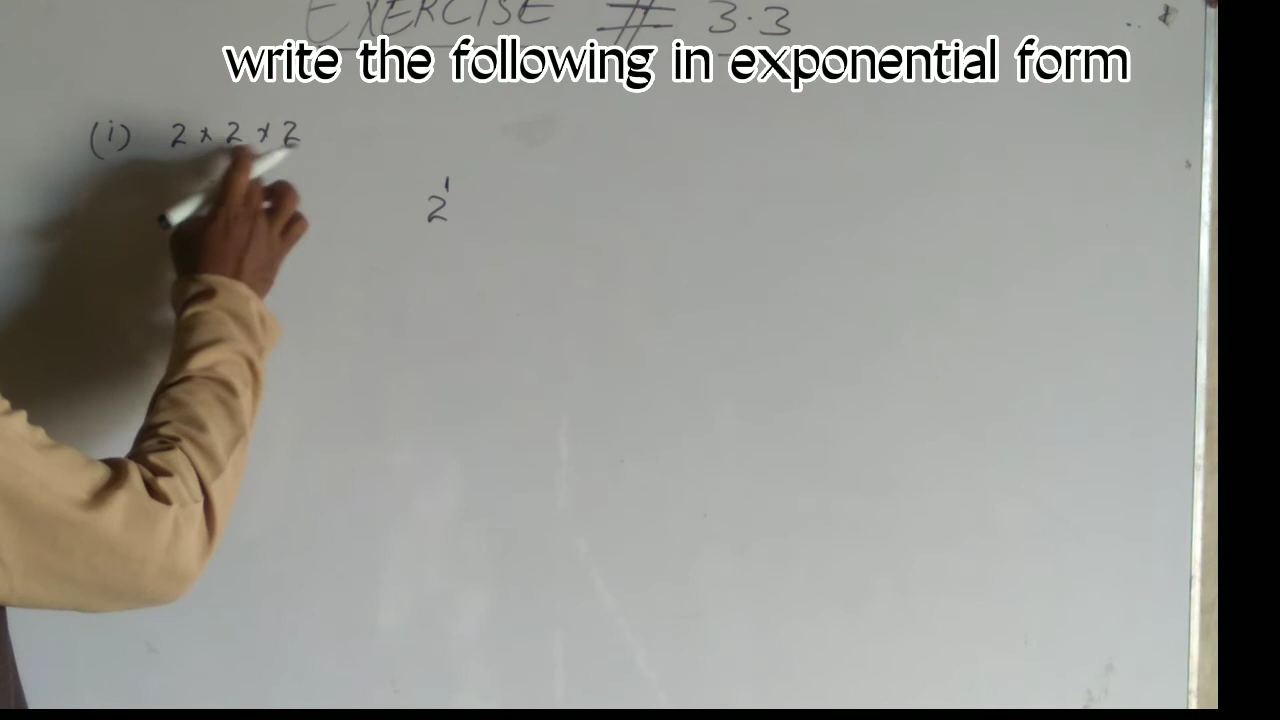 EXERCISE # 3.3
write the following in exponential form
(i) 2 × 2 × 2
2¹